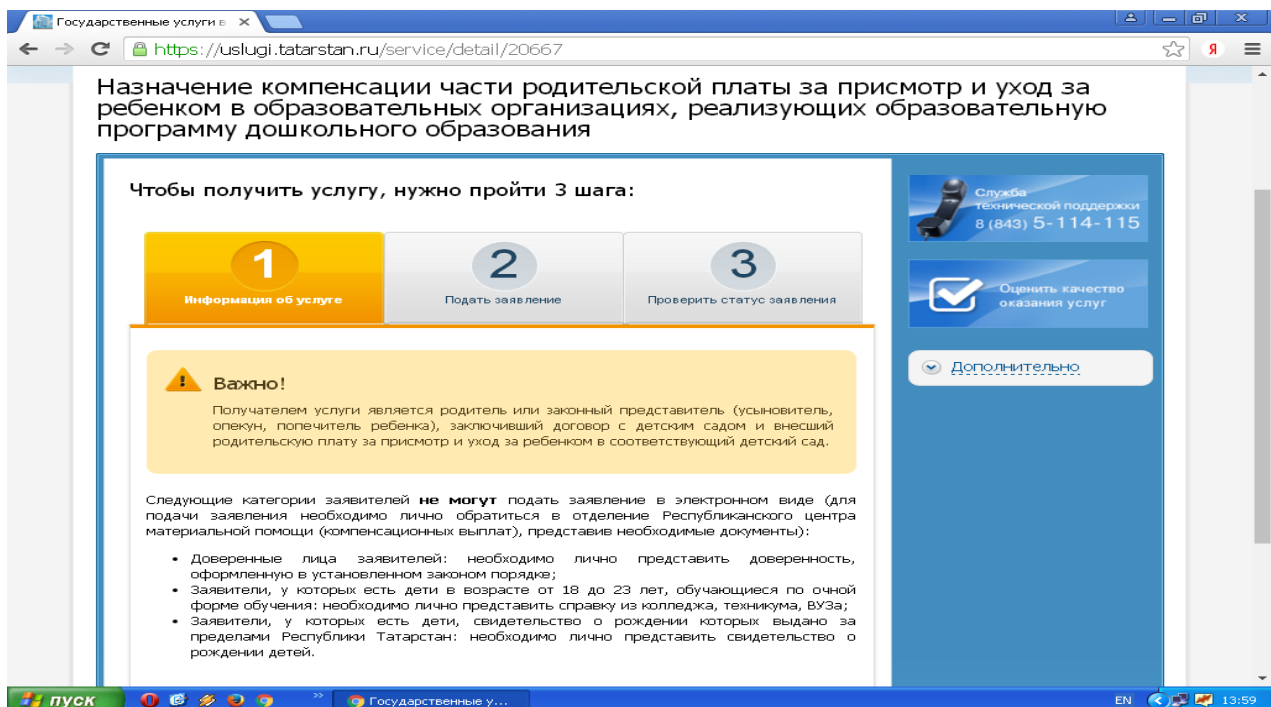 Государственные услуги в
https://uslugi.tatarstan.ru/service/detail/20667
Назначение компенсации части родительской платы за присмотр и уход за
ребенком в образовательных организациях, реализующих образовательную
программу дошкольного образования
Чтобы получить услугу, нужно пройти 3 шага:
1
Информация об услуге
2
Подать заявление
3
Проверить статус заявления
Служба
технической поддержки
8 (843) 5-114-115
Оценить качество
оказания услуг
Дополнительно
Важно!
Получателем услуги является родитель или законный представитель (усыновитель,
опекун, попечитель ребенка), заключивший договор с детским садом и внесший
родительскую плату за присмотр и уход за ребенком в соответствующий детский сад.
Следующие категории заявителей не могут подать заявление в электронном виде (для
подачи заявления необходимо лично обратиться в отделение Республиканского центра
материальной помощи (компенсационных выплат), представив необходимые документы):
• Доверенные лица заявителей: необходимо лично представить доверенность,
оформленную в установленном законом порядке;
• Заявители, у которых есть дети в возрасте от 18 до 23 лет, обучающиеся по очной
форме обучения: необходимо лично представить справку из колледжа, техникума, ВУЗа;
• Заявители, у которых есть дети, свидетельство о рождении которых выдано за
пределами Республики Татарстан: необходимо лично представить свидетельство о
рождении детей.
пуск
Государственные у...
EN
13:59